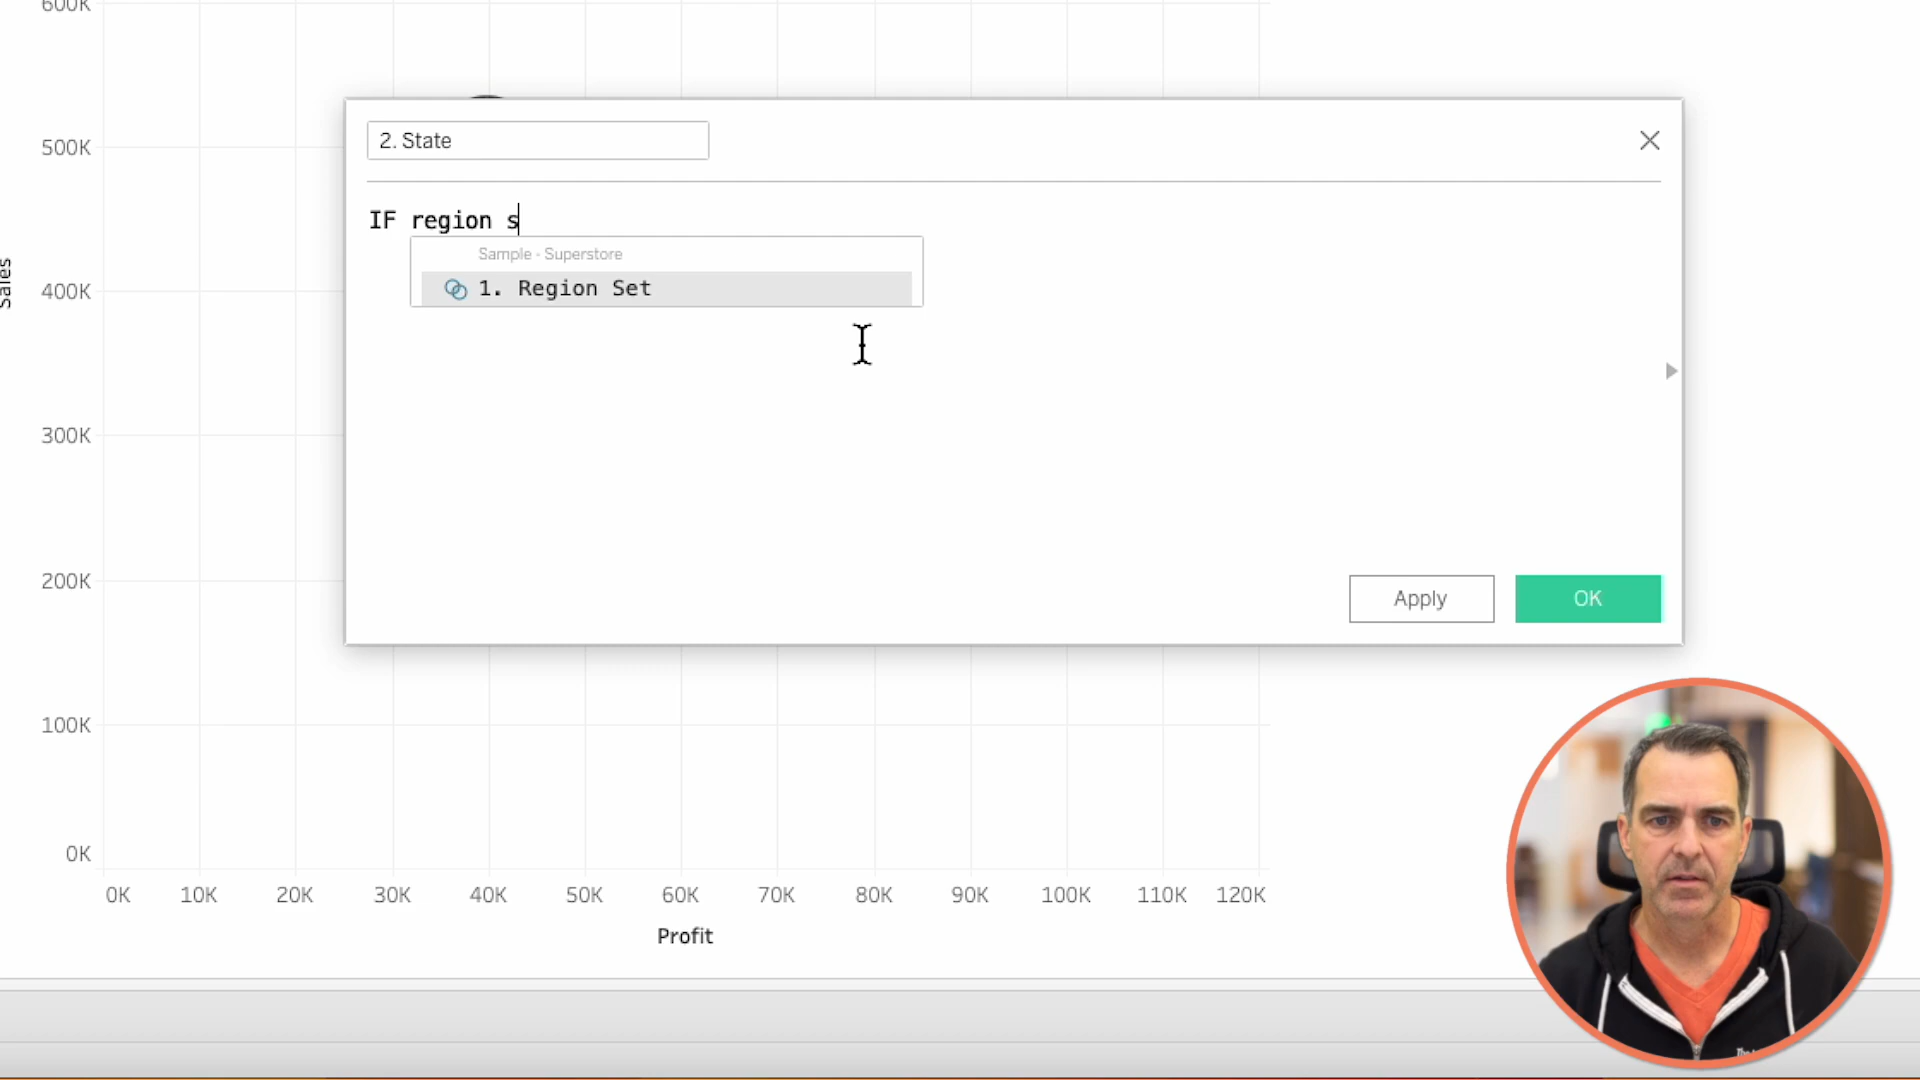 600K
500K
400K
300K
200K
100K
0K
Sales
2. State
IF region s
Sample - Superstore
1. Region Set
Apply
OK
0K 10K 20K 30K 40K 50K 60K 70K 80K 90K 100K 110K 120K
Profit